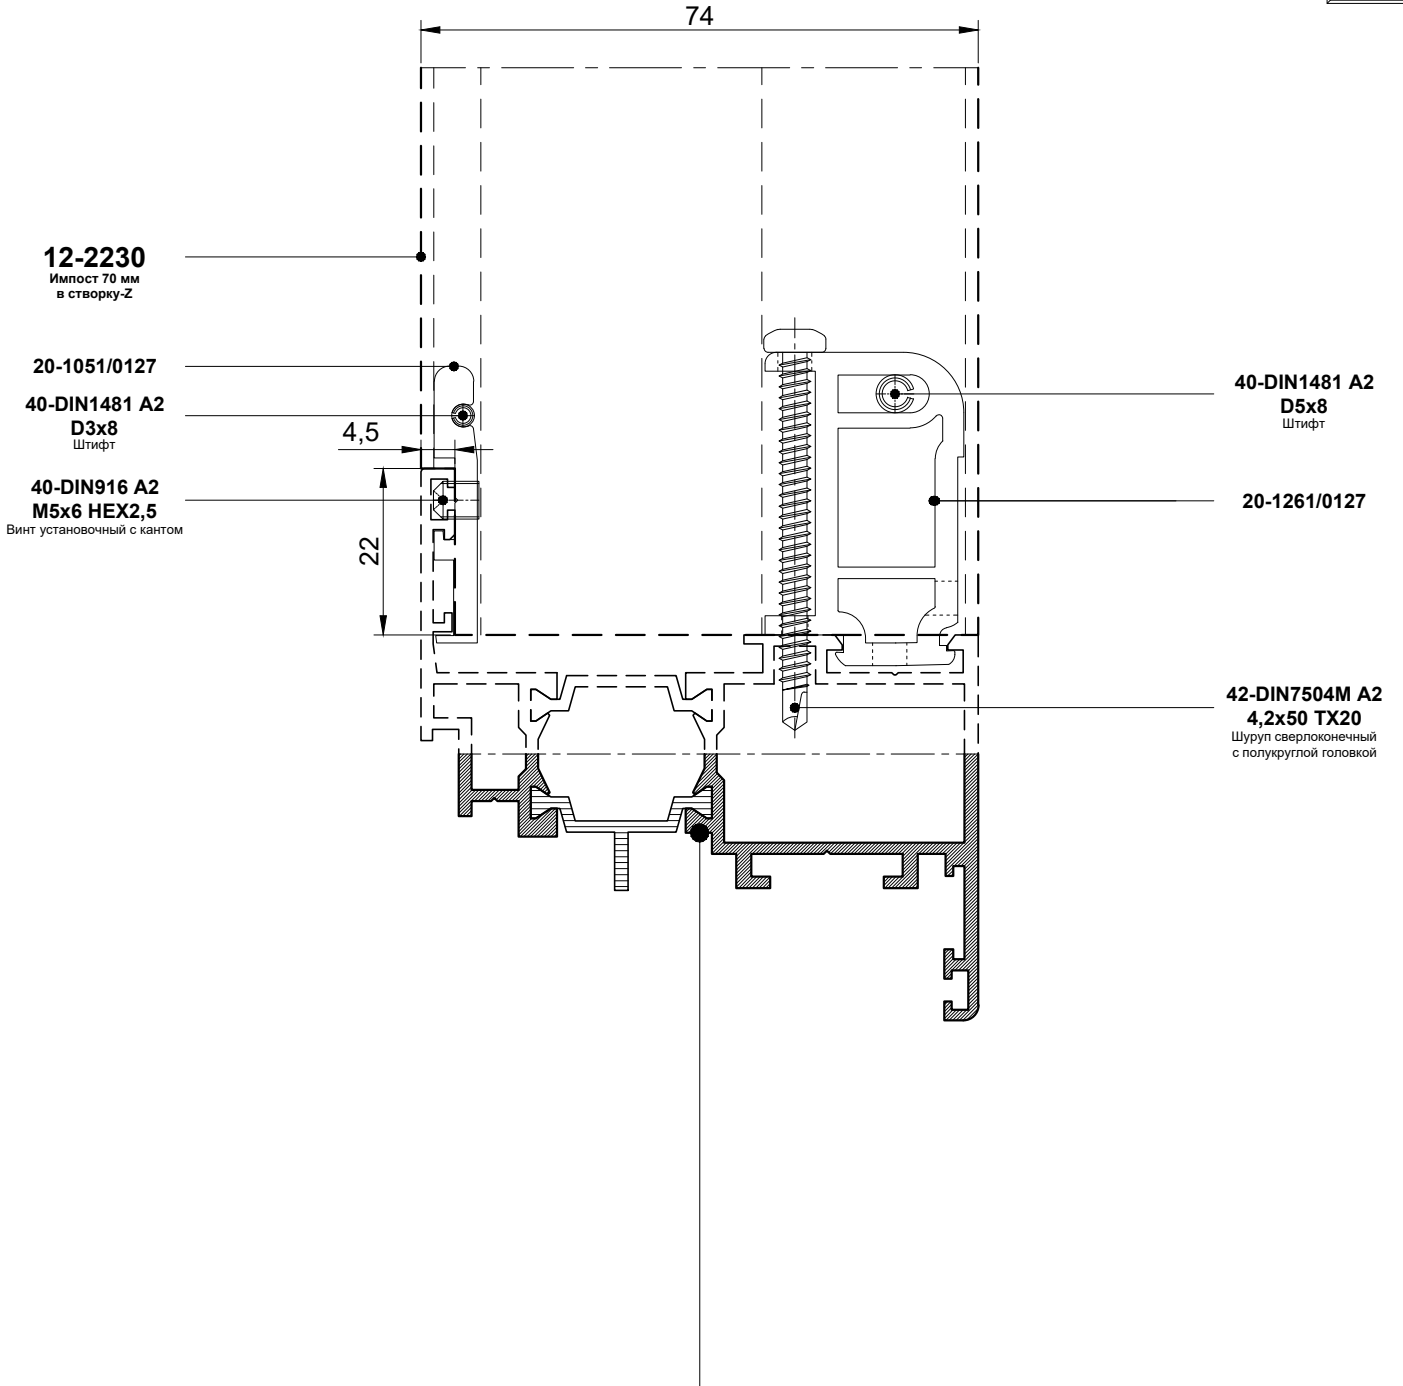 74
12-2230
Импост 70 мм
в створку-Z
20-1051/0127
40-DIN1481 A2
D3x8
Штифт
4,5
40-DIN916 A2
M5x6 HEX2,5
Винт установочный с кантом
22
40-DIN1481 A2
D5x8
Штифт
20-1261/0127
42-DIN7504M A2
4,2x50 TX20
Шуруп сверлоконечный
с полукруглой головкой